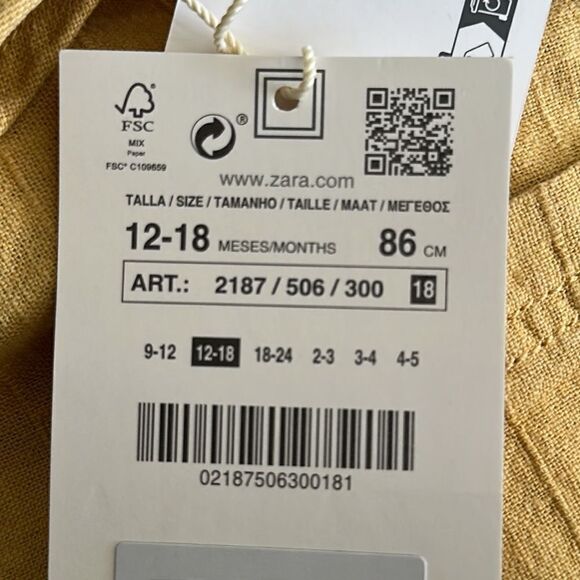 FSC
MIX
Paper
FSC® C109659
®
www.zara.com
TALLA / SIZE / TAMANHO / TAILLE / MAAT / ΜΕΓΕΘΟΣ
12-18 MESES/MONTHS 86 CM
ART.: 2187 / 506 / 300 18
9-12 12-18 18-24 2-3 3-4 4-5
02187506300181